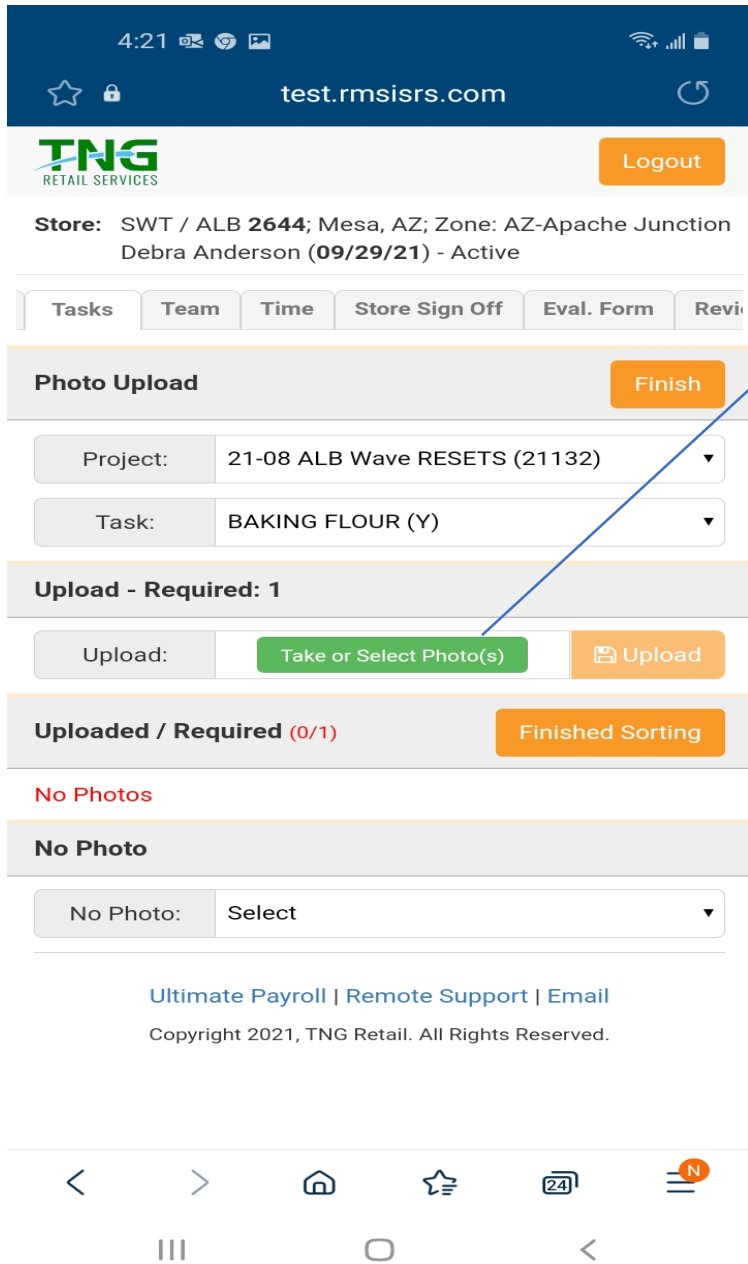 4:21
test.rmsisrs.com
TNG
RETAIL SERVICES
Logout
Store: SWT / ALB 2644; Mesa, AZ; Zone: AZ-Apache Junction
Debra Anderson (09/29/21) - Active
Tasks Team Time Store Sign Off Eval. Form Revi
Photo Upload Finish
Project: 21-08 ALB Wave RESETS (21132)
Task: BAKING FLOUR (Y)
Upload - Required: 1
Upload: Take or Select Photo(s) Upload
Uploaded / Required (0/1) Finished Sorting
No Photos
No Photo
No Photo: Select
Ultimate Payroll | Remote Support | Email
Copyright 2021, TNG Retail. All Rights Reserved.
24 N